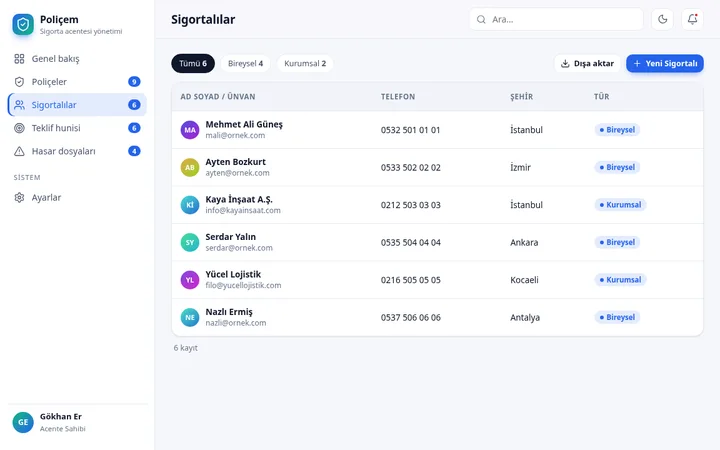 Poliçem
Sigorta acentesi yönetimi
Genel bakış
Poliçeler 9
Sigortalılar 6
Teklif hunisi 6
Hasar dosyaları 4
SİSTEM
Ayarlar
GE
Gökhan Er
Acente Sahibi
Sigortalılar
Ara...
Tümü 6
Bireysel 4
Kurumsal 2
Dışa aktar
Yeni Sigortalı
AD SOYAD / ÜNVAN TELEFON ŞEHİR TÜR
MA Mehmet Ali Güneş 0532 501 01 01 İstanbul Bireysel
mali@ornek.com
AB Ayten Bozkurt 0533 502 02 02 İzmir Bireysel
ayten@ornek.com
Kİ Kaya İnşaat A.Ş. 0212 503 03 03 İstanbul Kurumsal
info@kayainsaat.com
SY Serdar Yalın 0535 504 04 04 Ankara Bireysel
serdar@ornek.com
YL Yücel Lojistik 0216 505 05 05 Kocaeli Kurumsal
filo@yucellojistik.com
NE Nazlı Ermiş 0537 506 06 06 Antalya Bireysel
nazli@ornek.com
6 kayıt